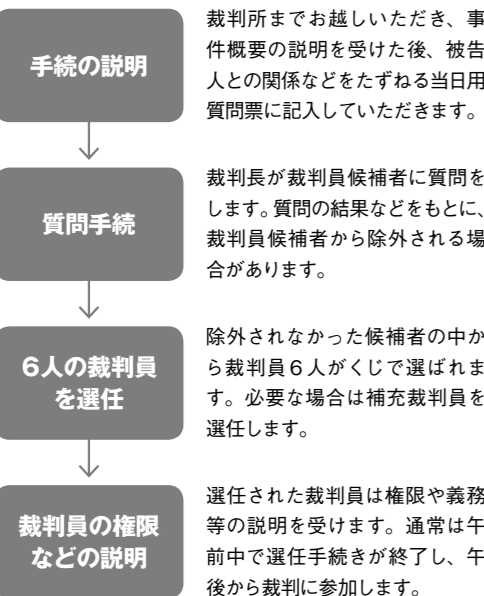 手続の説明
裁判所までお越しいただき、事
件概要の説明を受けた後、被告
人との関係などをたずねる当日用
質問票に記入していただきます。
質問手続
裁判長が裁判員候補者に質問を
します。質問の結果などをもとに、
裁判員候補者から除外される場
合があります。
6人の裁判員
を選任
除外されなかった候補者の中か
ら裁判員6人がくじで選ばれま
す。必要な場合は補充裁判員を
選任します。
裁判員の権限
などの説明
選任された裁判員は権限や義務
等の説明を受けます。通常は午
前中で選任手続きが終了し、午
後から裁判に参加します。